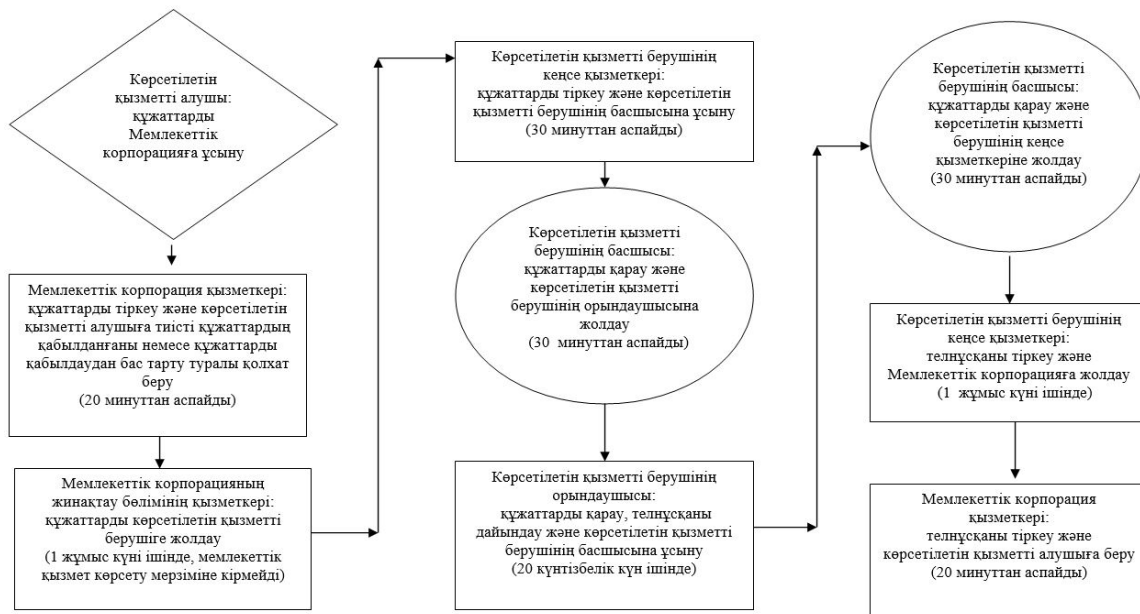 Көрсетілетін
қызметті алушы:
құжаттарды
Мемлекеттік
корпорацияға ұсыну
Мемлекеттік корпорация қызметкері:
құжаттарды тіркеу және көрсетілетін
қызметті алушыға тиісті құжаттардың
қабылданғаны немесе құжаттарды
қабылдаудан бас тарту туралы қолхат
беру
(20 минуттан аспайды)
Мемлекеттік корпорацияның
жинақтау бөлімінің қызметкері:
құжаттарды көрсетілетін қызметті
берушіге жолдау
(1 жұмыс күні ішінде, мемлекеттік
қызмет көрсету мерзіміне кірмейді)
Көрсетілетін қызметті берушінің
кеңсе қызметкері:
құжаттарды тіркеу және көрсетілетін
қызметті берушінің басшысына ұсыну
(30 минуттан аспайды)
Көрсетілетін қызметті
берушінің басшысы:
құжаттарды қарау және
көрсетілетін қызметті
берушінің орындаушысына
жолдау
(30 минуттан аспайды)
Көрсетілетін қызметті берушінің
орындаушысы:
құжаттарды қарау, телнұсқаны
дайындау және көрсетілетін қызметті
берушінің басшысына ұсыну
(20 күнтізбелік күн ішінде)
Көрсетілетін қызметті
берушінің басшысы:
құжаттарды қарау және
көрсетілетін қызметті
берушінің кеңсе
қызметкеріне жолдау
(30 минуттан аспайды)
Көрсетілетін қызметті берушінің
кеңсе қызметкері:
телнұсқаны тіркеу және
Мемлекеттік корпорацияға жолдау
(1 жұмыс күні ішінде)
Мемлекеттік корпорация
қызметкері:
телнұсқаны тіркеу және
көрсетілетін қызметті алушыға беру
(20 минуттан аспайды)